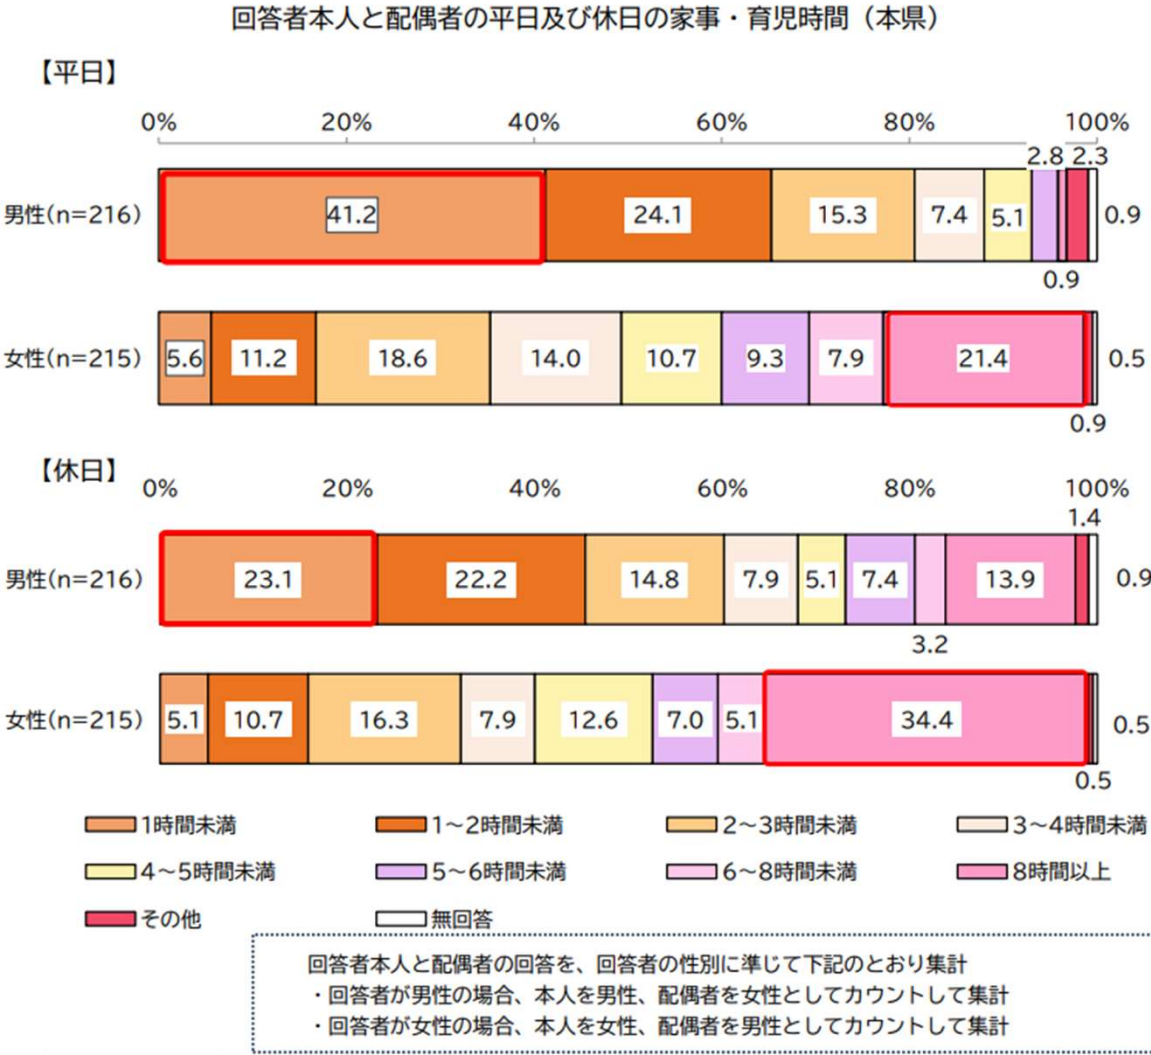 回答者本人と配偶者の平日及び休日の家事・育児時間（本県）
【平日】
0% 20% 40% 60% 80% 100%
2.8 2.3
男性(n=216) 41.2 24.1 15.3 7.4 5.1 0.9
0.9
女性(n=215) 5.6 11.2 18.6 14.0 10.7 9.3 7.9 21.4 0.5
0.9
【休日】
0% 20% 40% 60% 80% 100%
1.4
男性(n=216) 23.1 22.2 14.8 7.9 5.1 7.4 13.9 0.9
3.2
女性(n=215) 5.1 10.7 16.3 7.9 12.6 7.0 5.1 34.4 0.5
0.5
1時間未満 1～2時間未満 2～3時間未満 3～4時間未満
4～5時間未満 5～6時間未満 6～8時間未満 8時間以上
その他 無回答
回答者本人と配偶者の回答を、回答者の性別に準じて下記のとおり集計
・回答者が男性の場合、本人を男性、配偶者を女性としてカウントして集計
・回答者が女性の場合、本人を女性、配偶者を男性としてカウントして集計